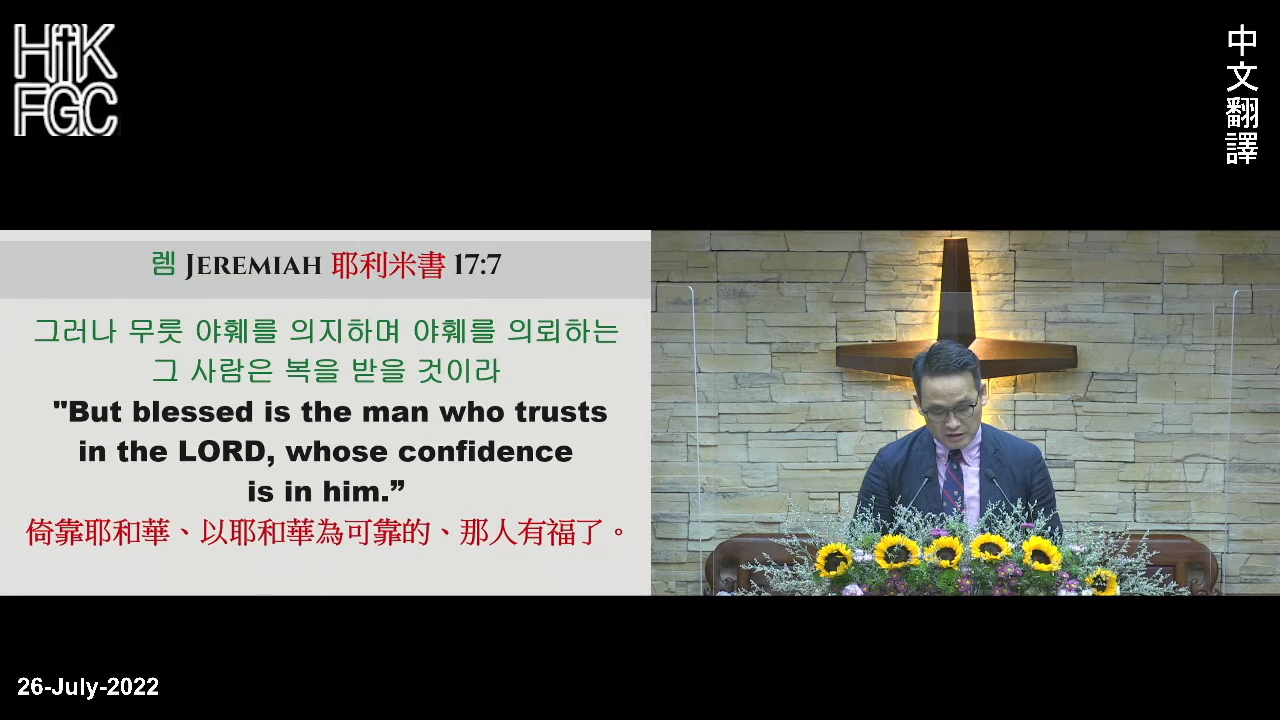 HK
FGC
中文翻譯
렘 JEREMIAH 耶利米書 17:7
그러나 무릇 야훼를 의지하며 야훼를 의뢰하는
그 사람은 복을 받을 것이라
"But blessed is the man who trusts
in the LORD, whose confidence
is in him.”
倚靠耶和華、以耶和華為可靠的、那人有福了。
26-July-2022